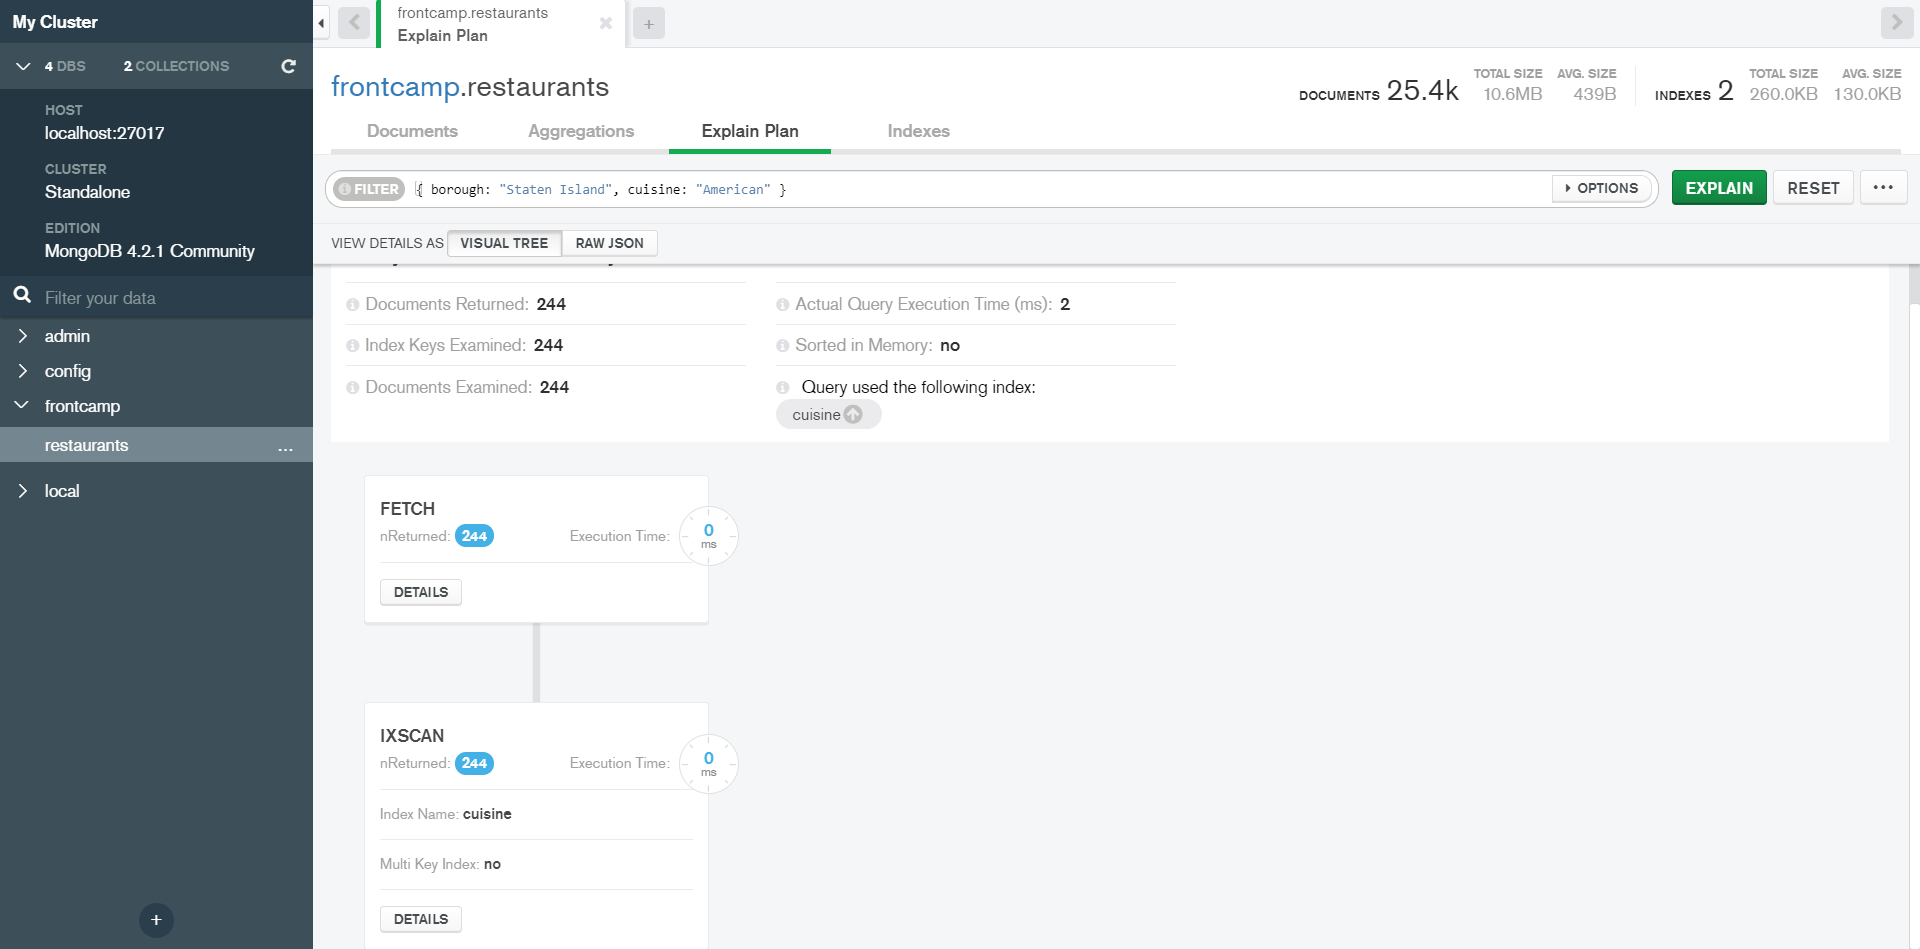 My Cluster
4 DBS 2 COLLECTIONS
HOST
localhost:27017
CLUSTER
Standalone
EDITION
MongoDB 4.2.1 Community
Filter your data
admin
config
frontcamp
restaurants ...
local
+
frontcamp.restaurants
Explain Plan
+
frontcamp.restaurants
DOCUMENTS 25.4k
TOTAL SIZE AVG. SIZE
10.6MB 439B
INDEXES 2
TOTAL SIZE AVG. SIZE
260.0KB 130.0KB
Documents Aggregations Explain Plan Indexes
FILTER { borough: "Staten Island", cuisine: "American" } OPTIONS EXPLAIN RESET ...
VIEW DETAILS AS VISUAL TREE RAW JSON
Documents Returned: 244
Index Keys Examined: 244
Documents Examined: 244
Actual Query Execution Time (ms): 2
Sorted in Memory: no
Query used the following index:
cuisine
FETCH
nReturned: 244 Execution Time: 0 ms
DETAILS
IXSCAN
nReturned: 244 Execution Time: 0 ms
Index Name: cuisine
Multi Key Index: no
DETAILS